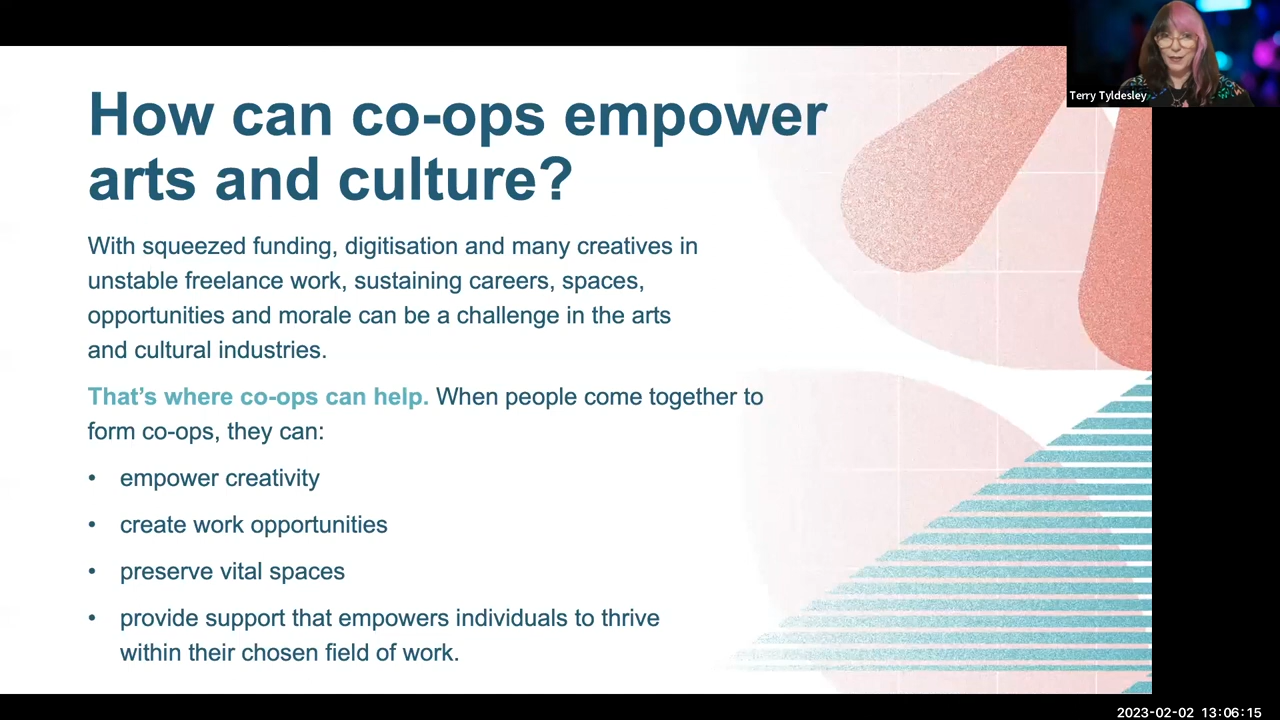 How can co-ops empower
arts and culture?
With squeezed funding, digitisation and many creatives in
unstable freelance work, sustaining careers, spaces,
opportunities and morale can be a challenge in the arts
and cultural industries.
That’s where co-ops can help. When people come together to
form co-ops, they can:
• empower creativity
• create work opportunities
• preserve vital spaces
• provide support that empowers individuals to thrive
within their chosen field of work.
Terry Tyldesley
2023-02-02 13:06:15